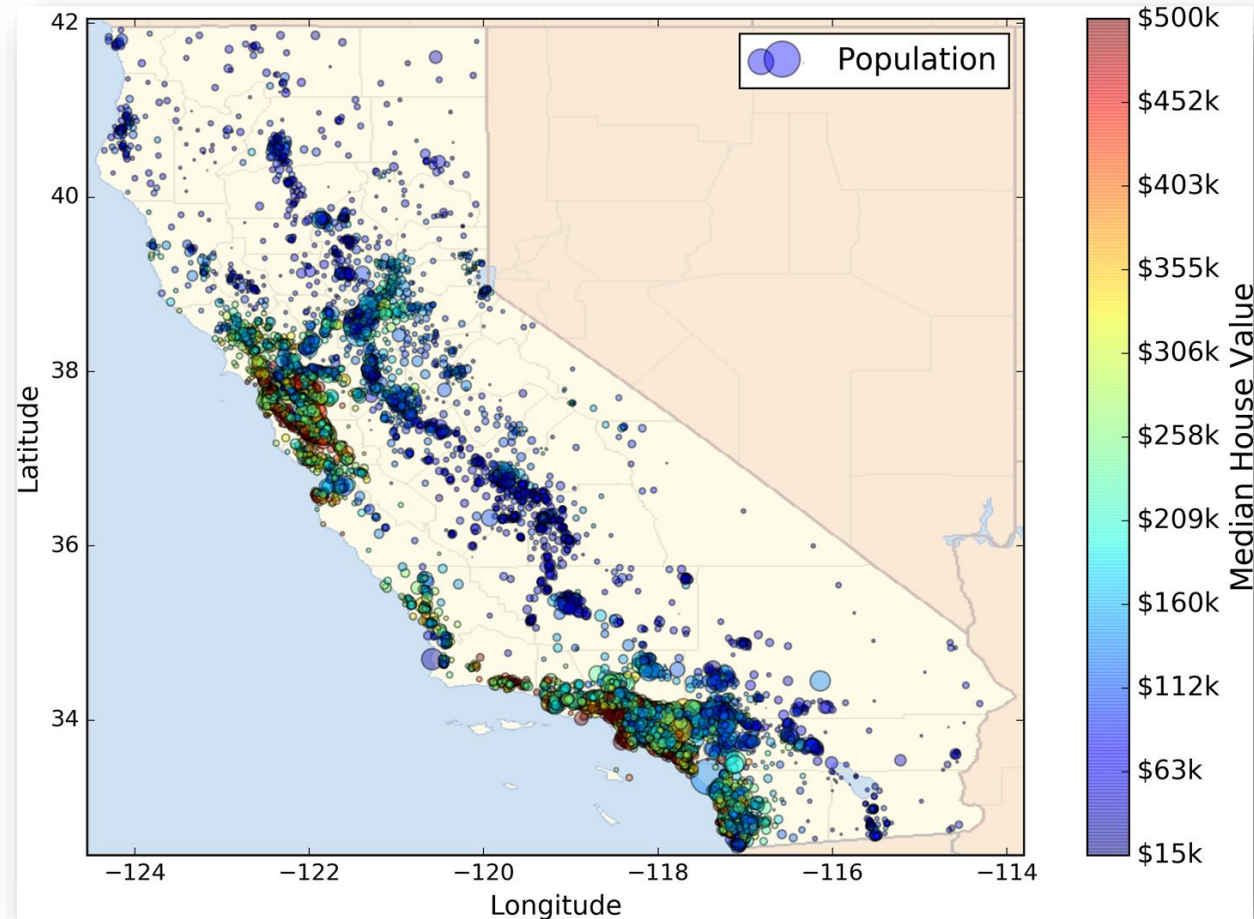 Population
42
40
38
36
34
Latitude
−124
−122
−120
−118
−116
−114
Longitude
$500k
$452k
$403k
$355k
$306k
$258k
$209k
$160k
$112k
$63k
$15k
Median House Value